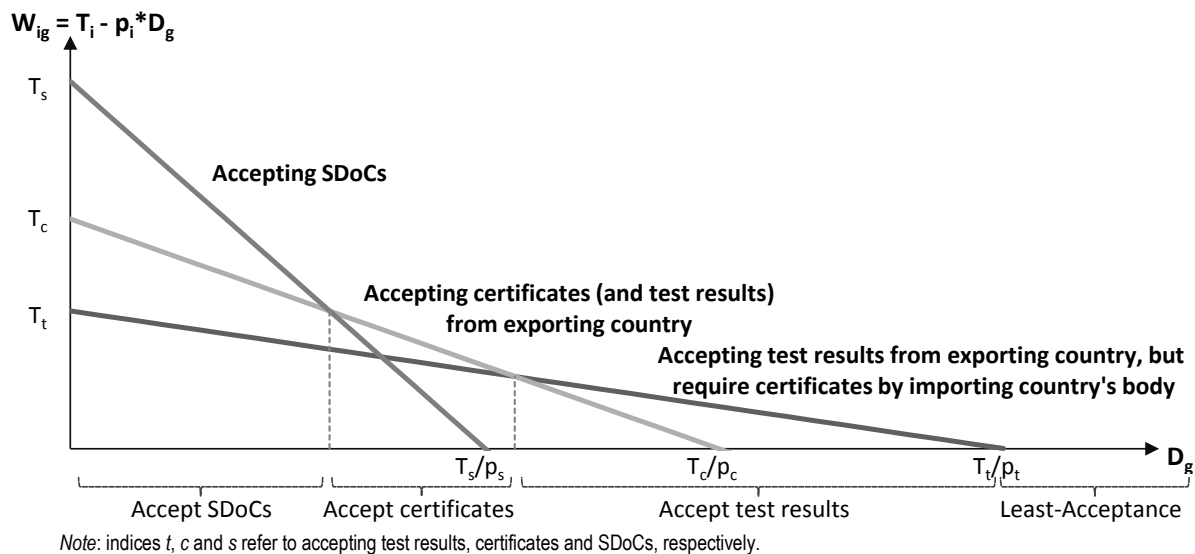 W_ig = T_i - p_i*D_g
T_s
Accepting SDoCs
T_c
Accepting certificates (and test results)
from exporting country
T_t
Accepting test results from exporting country, but
require certificates by importing country's body
T_s/p_s
T_c/p_c
T_t/p_t
D_g
Accept SDoCs
Accept certificates
Accept test results
Least-Acceptance
Note: indices t, c and s refer to accepting test results, certificates and SDoCs, respectively.